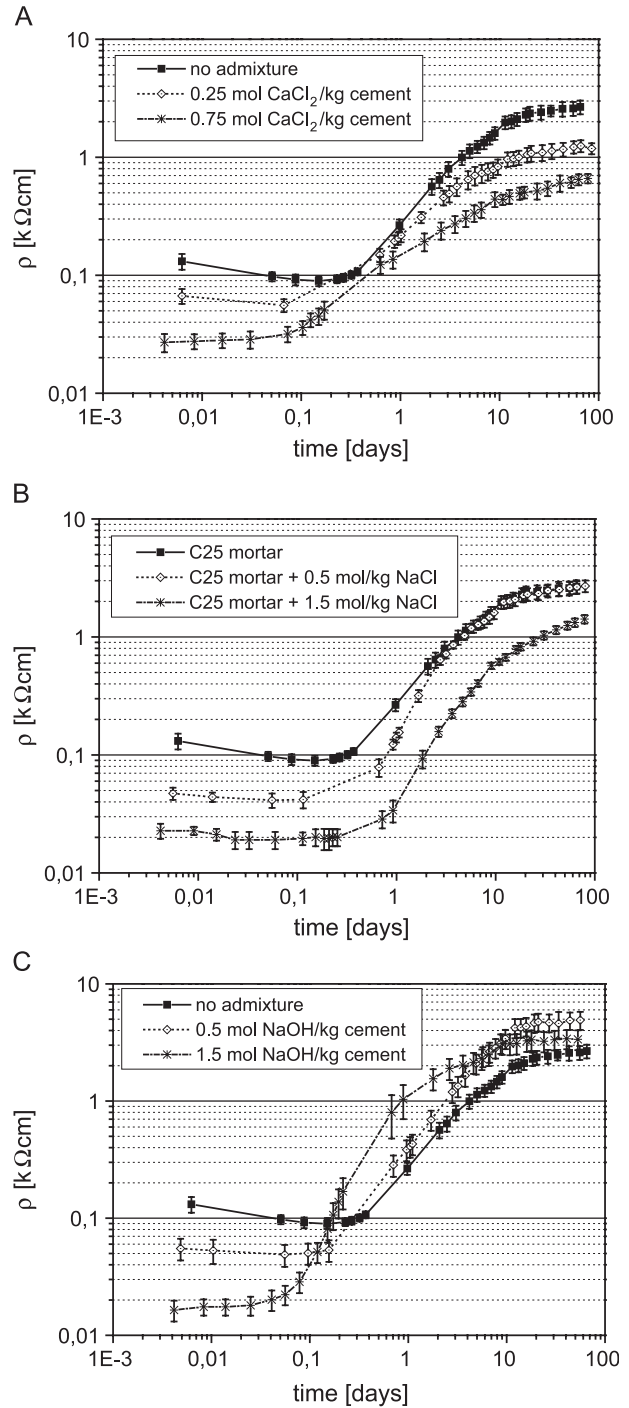 A
10
no admixture
0.25 mol CaCl₂/kg cement
0.75 mol CaCl₂/kg cement
1
ρ [kΩcm]
0,1
0,01
1E-3 0,01 0,1 1 10 100
time [days]
B
10
C25 mortar
C25 mortar + 0.5 mol/kg NaCl
C25 mortar + 1.5 mol/kg NaCl
1
ρ [kΩcm]
0,1
0,01
1E-3 0,01 0,1 1 10 100
time [days]
C
10
no admixture
0.5 mol NaOH/kg cement
1.5 mol NaOH/kg cement
1
ρ [kΩcm]
0,1
0,01
1E-3 0,01 0,1 1 10 100
time [days]